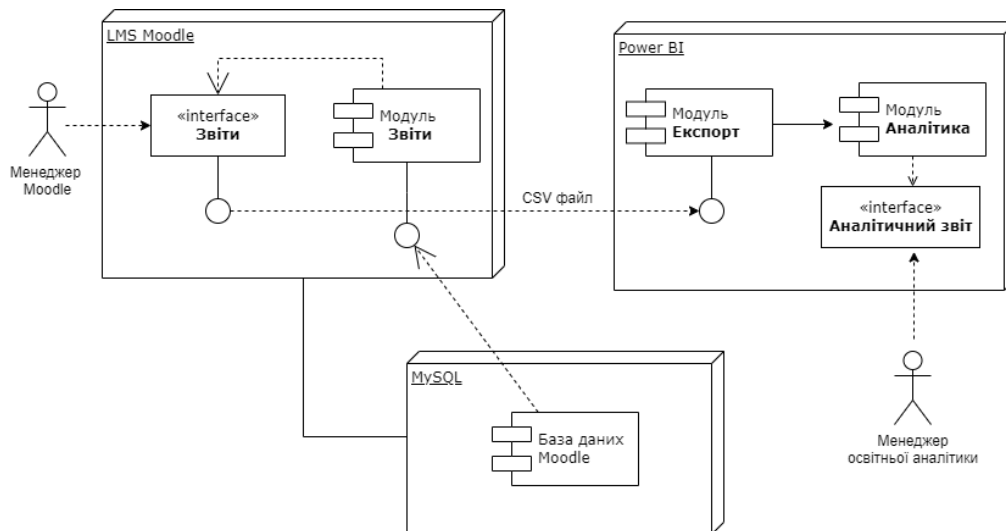 LMS Moodle
«interface»
Звіти
Модуль
Звіти
Менеджер
Moodle
CSV файл
Power BI
Модуль
Експорт
Модуль
Аналітика
«interface»
Аналітичний звіт
Менеджер
освітньої аналітики
MySQL
База даних
Moodle